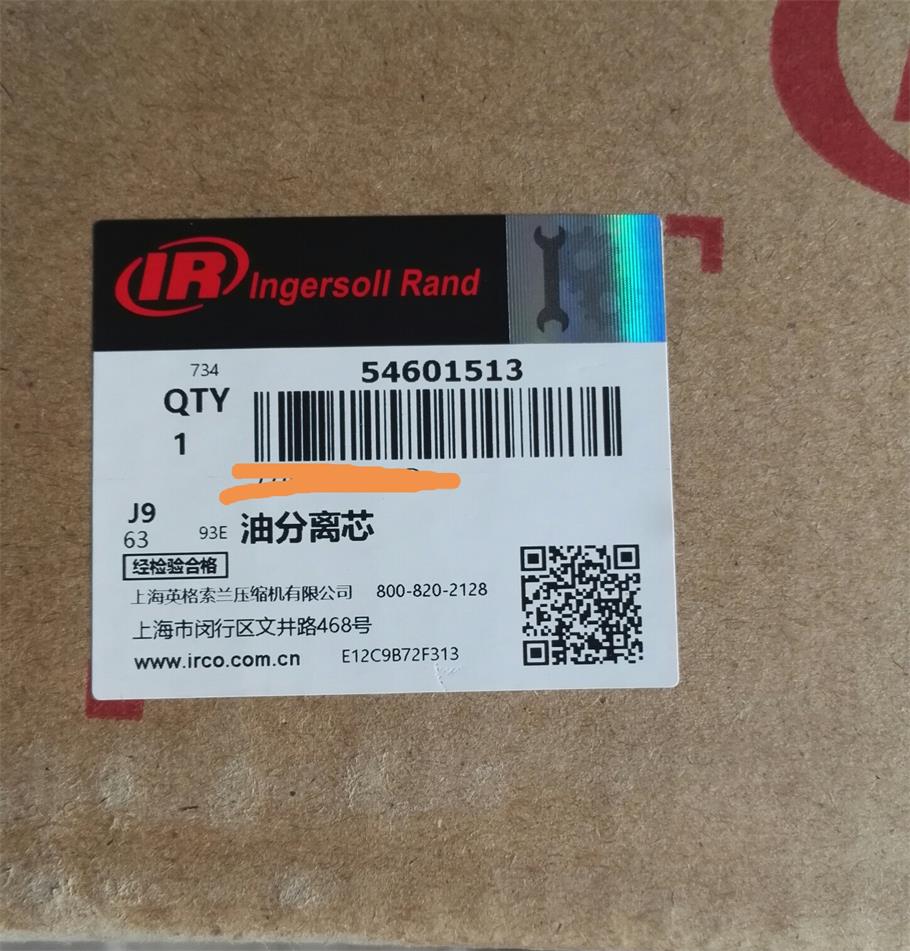 IR Ingersoll Rand
734
54601513
QTY
1
J9
63
93E 油分离芯
经检验合格
上海英格索兰压缩机有限公司 800-820-2128
上海市闵行区文井路468号
www.irco.com.cn E12C9B72F313